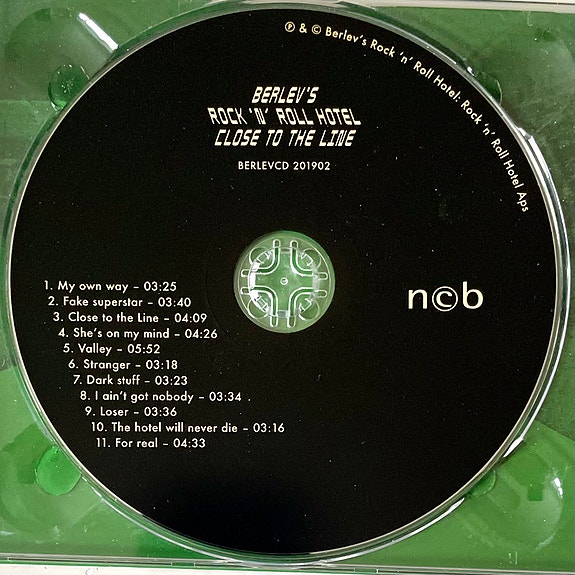 ℗ & © Berlev's Rock 'n' Roll Hotel: Rock 'n' Roll Hotel Aps
BERLEV'S
ROCK 'N' ROLL HOTEL
CLOSE TO THE LINE
BERLEVCD 201902
1. My own way – 03:25
2. Fake superstar – 03:40
3. Close to the Line – 04:09
4. She's on my mind – 04:26
5. Valley – 05:52
6. Stranger – 03:18
7. Dark stuff – 03:23
8. I ain't got nobody – 03:34 .
9. Loser – 03:36
10. The hotel will never die – 03:16
11. For real – 04:33
n©b